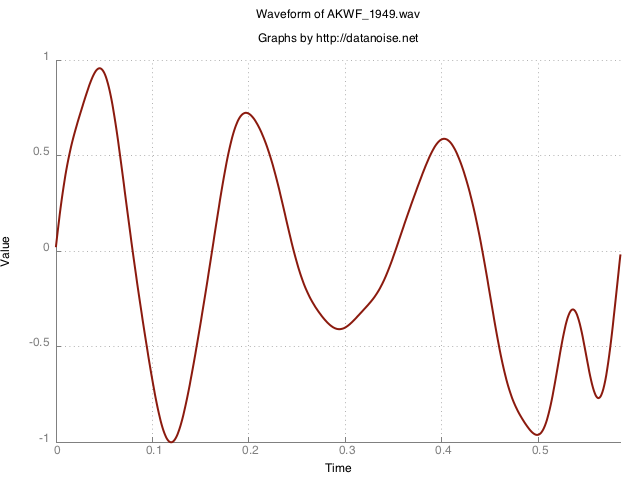 Waveform of AKWF_1949.wav
Graphs by http://datanoise.net
1
0.5
0
-0.5
-1
Value
0 0.1 0.2 0.3 0.4 0.5
Time